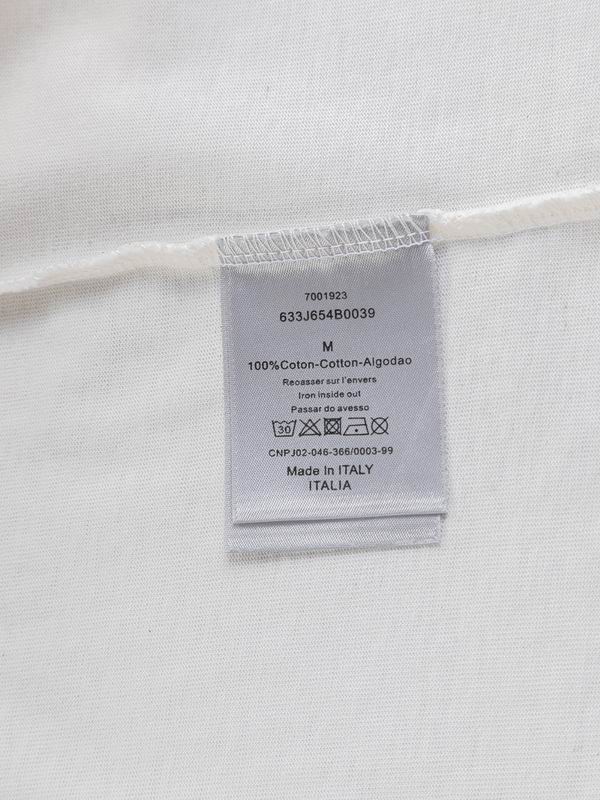 7001923
633J654B0039
M
100%Coton-Cotton-Algodao
Reoasser sur l'envers
Iron inside out
Passar do avesso
30
CNPJ02-046-366/0003-99
Made In ITALY
ITALIA